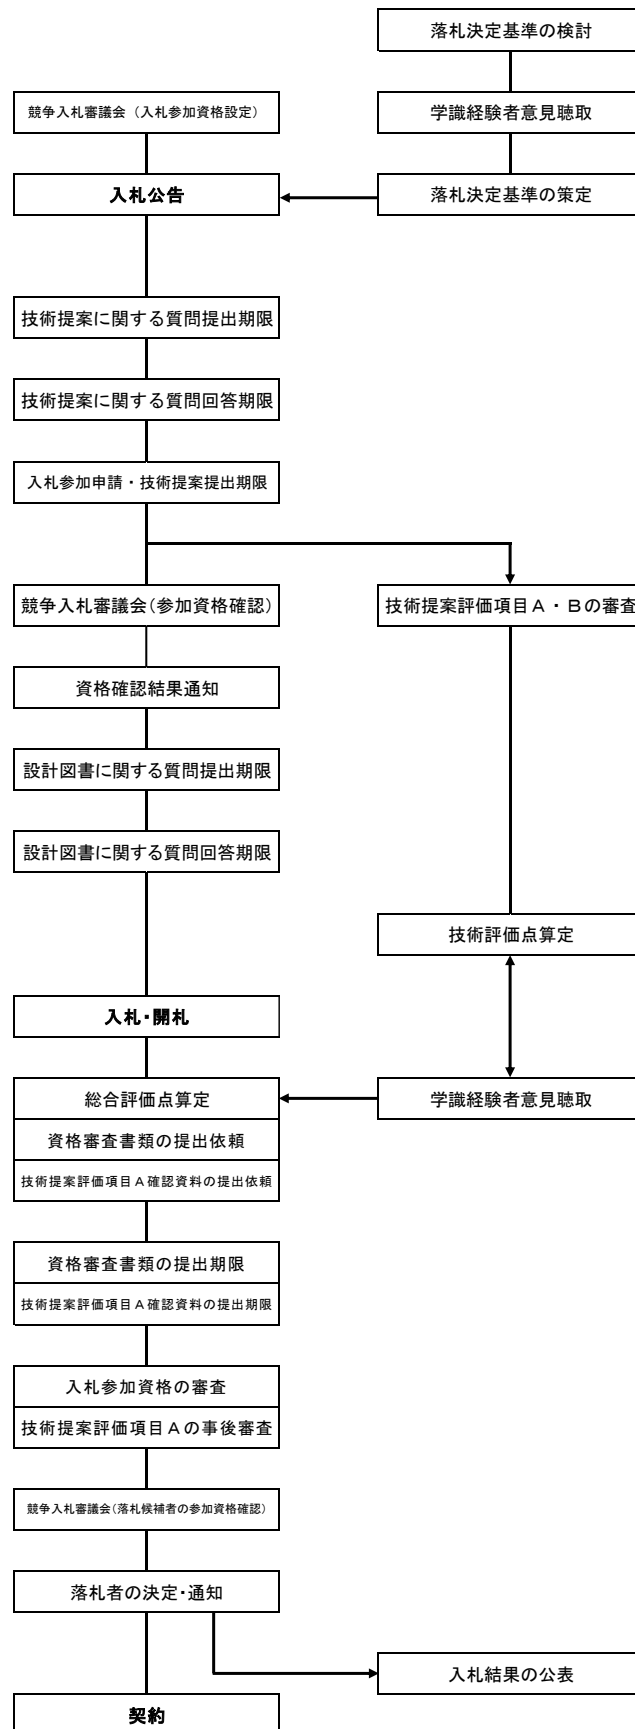 落札決定基準の検討
競争入札審議会（入札参加資格設定）
学識経験者意見聴取
入札公告
落札決定基準の策定
技術提案に関する質問提出期限
技術提案に関する質問回答期限
入札参加申請・技術提案提出期限
競争入札審議会（参加資格確認）
技術提案評価項目Ａ・Ｂの審査
資格確認結果通知
設計図書に関する質問提出期限
設計図書に関する質問回答期限
技術評価点算定
入札・開札
総合評価点算定
学識経験者意見聴取
資格審査書類の提出依頼
技術提案評価項目Ａ確認資料の提出依頼
資格審査書類の提出期限
技術提案評価項目Ａ確認資料の提出期限
入札参加資格の審査
技術提案評価項目Ａの事後審査
競争入札審議会（落札候補者の参加資格確認）
落札者の決定・通知
入札結果の公表
契約